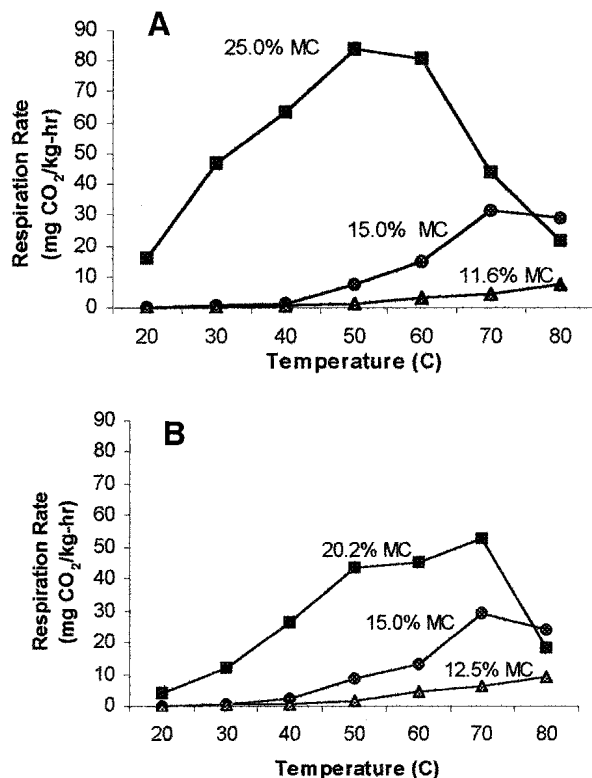 A
Respiration Rate
(mg CO₂/kg-hr)
90
80
70
60
50
40
30
20
10
0
25.0% MC
15.0% MC
11.6% MC
20 30 40 50 60 70 80
Temperature (C)
B
Respiration Rate
(mg CO₂/kg-hr)
90
80
70
60
50
40
30
20
10
0
20.2% MC
15.0% MC
12.5% MC
20 30 40 50 60 70 80
Temperature (C)